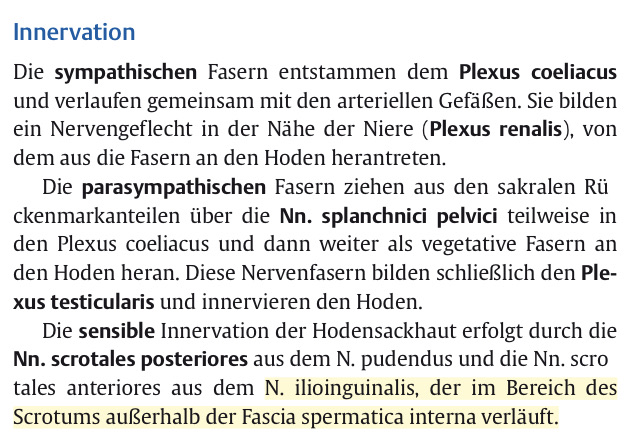 Innervation
Die sympathischen Fasern entstammen dem Plexus coeliacus
und verlaufen gemeinsam mit den arteriellen Gefäßen. Sie bilden
ein Nervengeflecht in der Nähe der Niere (Plexus renalis), von
dem aus die Fasern an den Hoden herantreten.
Die parasympathischen Fasern ziehen aus den sakralen Rü
ckenmarkanteilen über die Nn. splanchnici pelvici teilweise in
den Plexus coeliacus und dann weiter als vegetative Fasern an
den Hoden heran. Diese Nervenfasern bilden schließlich den Ple-
xus testicularis und innervieren den Hoden.
Die sensible Innervation der Hodensackhaut erfolgt durch die
Nn. scrotales posteriores aus dem N. pudendus und die Nn. scro
tales anteriores aus dem N. ilioinguinalis, der im Bereich des
Scrotums außerhalb der Fascia spermatica interna verläuft.